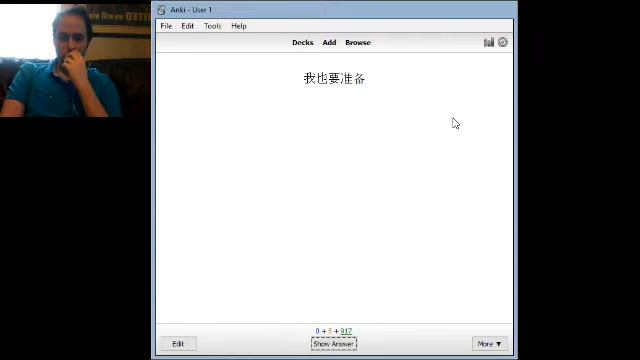 Anki - User 1
File Edit Tools Help
Decks Add Browse
我也要准备
0 + 5 + 917
Edit Show Answer More ▼